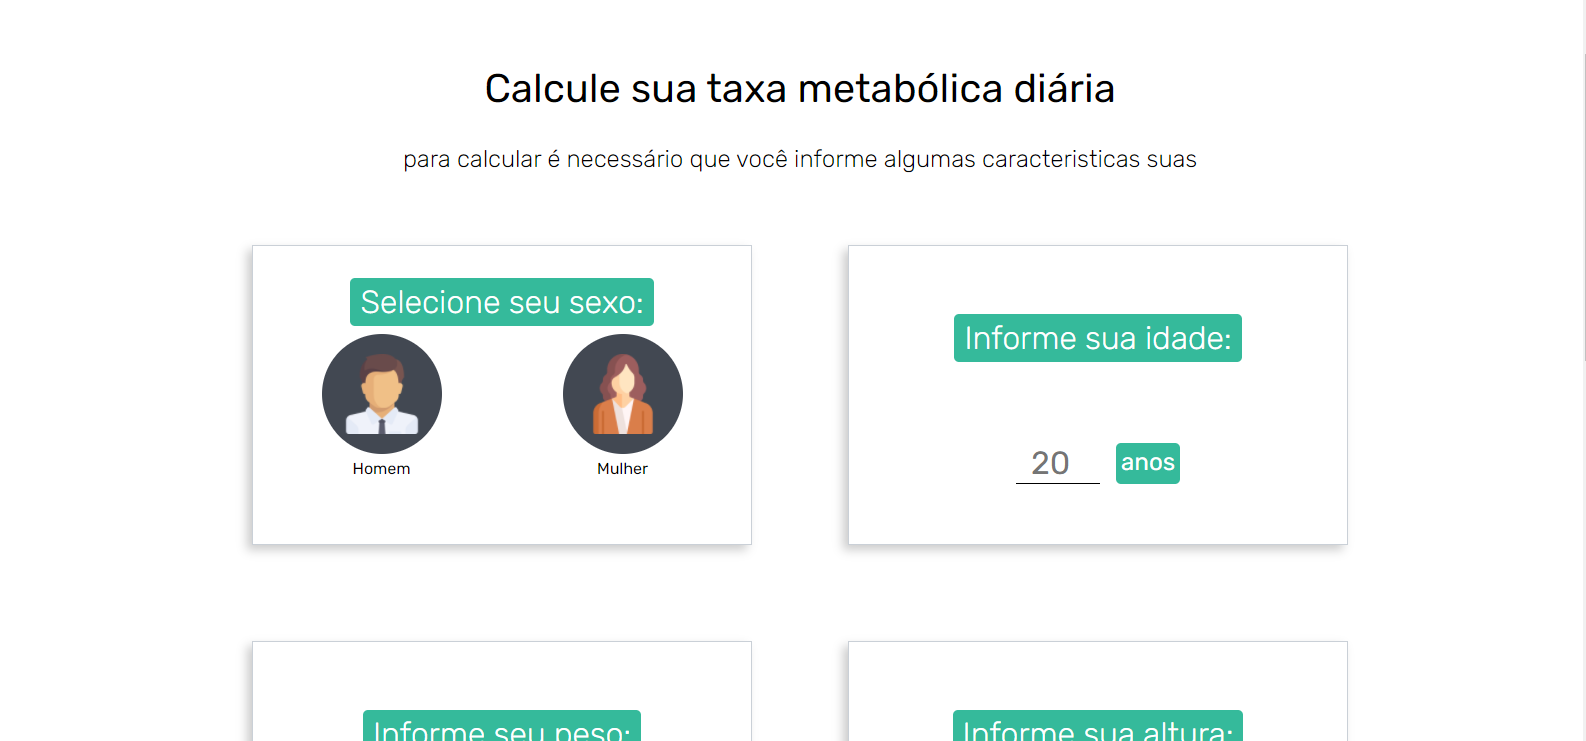 Calcule sua taxa metabólica diária
para calcular é necessário que você informe algumas caracteristicas suas
Selecione seu sexo:
Homem
Mulher
Informe sua idade:
20 anos
Informe seu peso:
Informe sua altura: